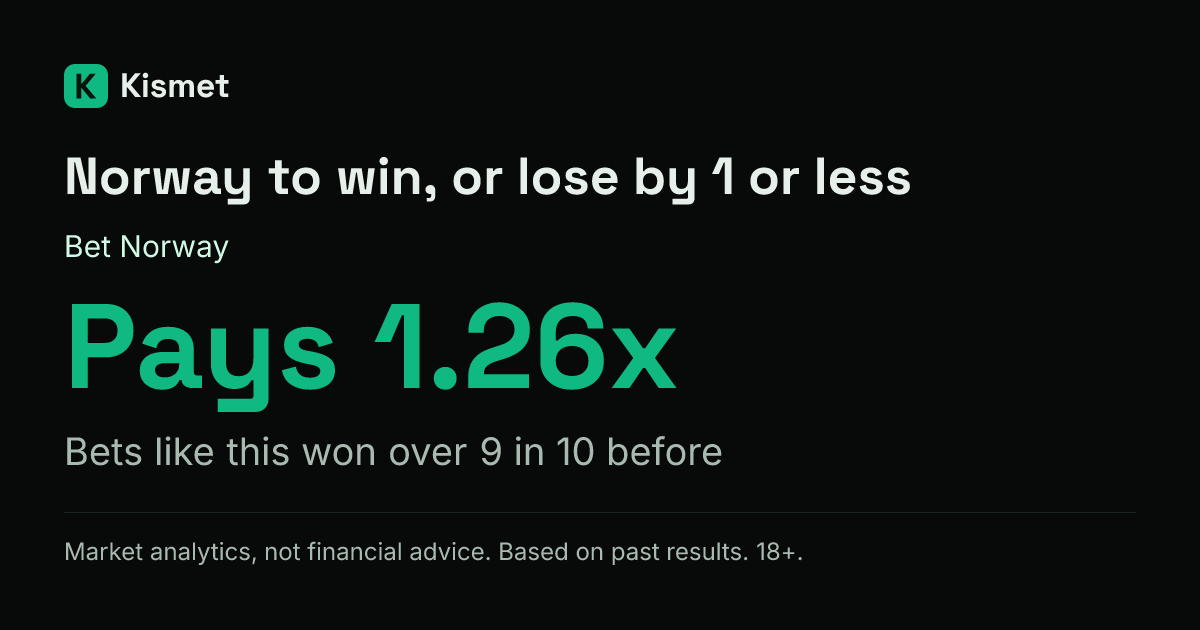 K Kismet
Norway to win, or lose by 1 or less
Bet Norway
Pays 1.26x
Bets like this won over 9 in 10 before
Market analytics, not financial advice. Based on past results. 18+.